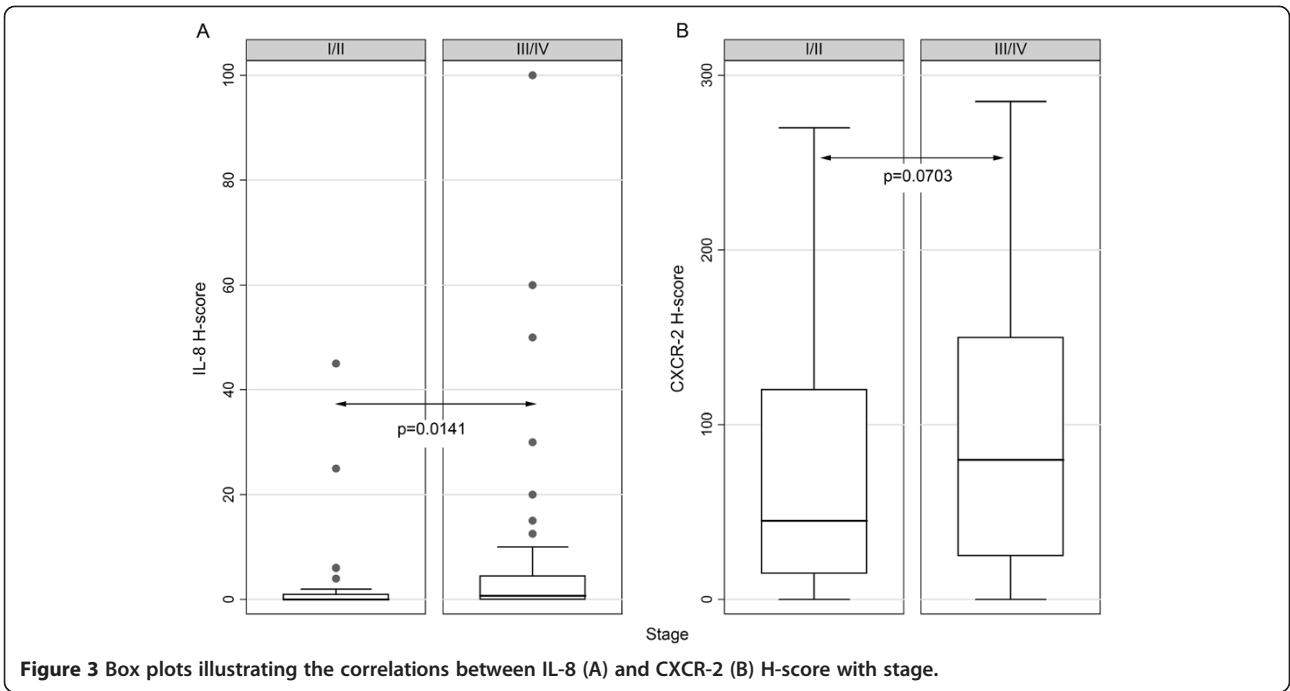 A
I/II
III/IV
IL-8 H-score
100
80
60
40
20
0
p=0.0141
B
I/II
III/IV
CXCR-2 H-score
300
200
100
0
p=0.0703
Stage
Figure 3 Box plots illustrating the correlations between IL-8 (A) and CXCR-2 (B) H-score with stage.